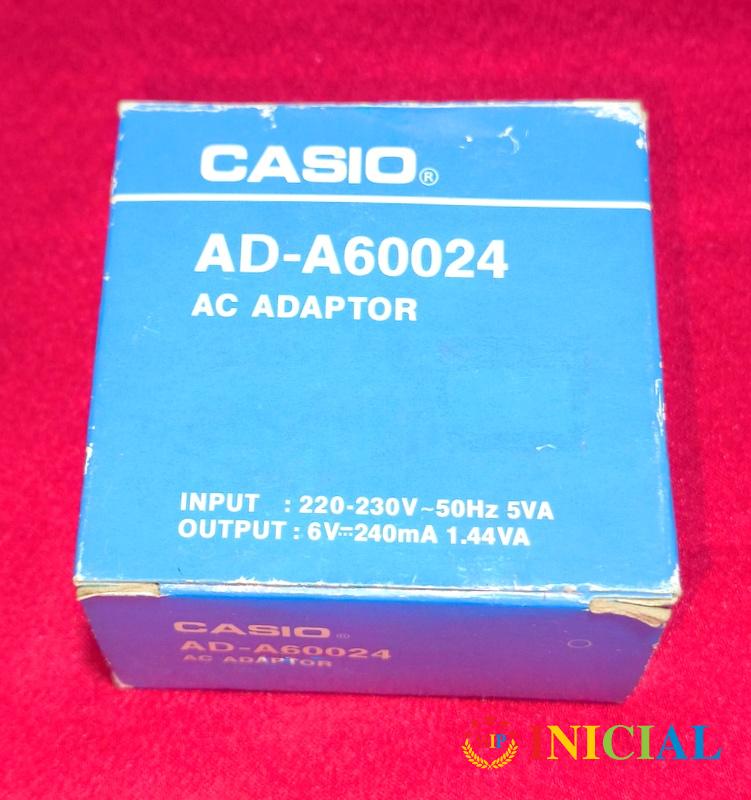 CASIO®
AD-A60024
AC ADAPTOR
INPUT : 220-230V~50Hz 5VA
OUTPUT : 6V⎓240mA 1.44VA
CASIO®
AD-A60024
AC ADAPTOR
IP INICIAL